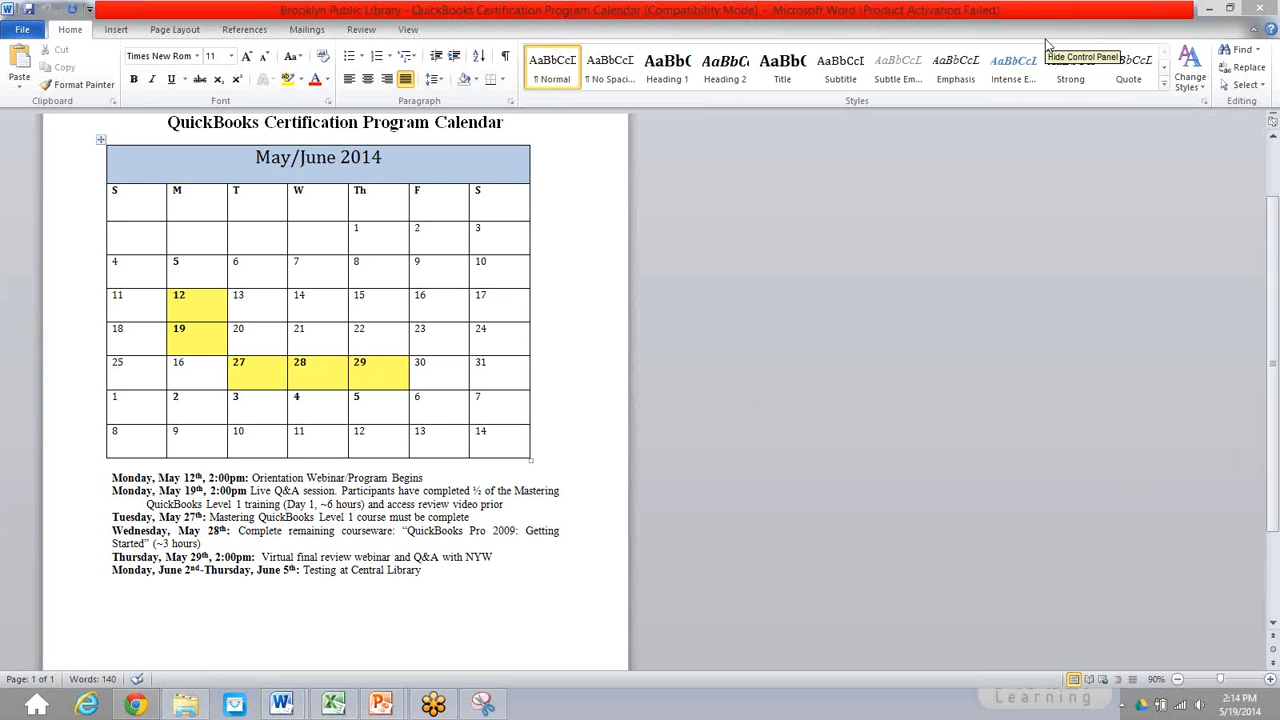 Brooklyn Public Library - QuickBooks Certification Program Calendar [Compatibility Mode] - Microsoft Word (Product Activation Failed)
File Home Insert Page Layout References Mailings Review View
Cut
Copy
Format Painter
Paste
Clipboard
Times New Rom 11
Font
Paragraph
AaBbCcI AaBbCcI AaBbC AaBbCc AaBbC AaBbCcI AaBbCcI AaBbCcI AaBbCcI
¶ Normal ¶ No Spaci... Heading 1 Heading 2 Title Subtitle Subtle Em... Emphasis Intense E... Strong Quote
Hide Control Panel
Styles
Change
Styles
Find
Replace
Select
Editing
QuickBooks Certification Program Calendar
May/June 2014
S M T W Th F S
1 2 3
4 5 6 7 8 9 10
11 12 13 14 15 16 17
18 19 20 21 22 23 24
25 16 27 28 29 30 31
1 2 3 4 5 6 7
8 9 10 11 12 13 14
Monday, May 12th, 2:00pm: Orientation Webinar/Program Begins
Monday, May 19th, 2:00pm Live Q&A session. Participants have completed ½ of the Mastering
QuickBooks Level 1 training (Day 1, ~6 hours) and access review video prior
Tuesday, May 27th: Mastering QuickBooks Level 1 course must be complete
Wednesday, May 28th: Complete remaining courseware: “QuickBooks Pro 2009: Getting
Started” (~3 hours)
Thursday, May 29th, 2:00pm: Virtual final review webinar and Q&A with NYW
Monday, June 2nd-Thursday, June 5th: Testing at Central Library
Page: 1 of 1 Words: 140
90%
Learning
2:14 PM
5/19/2014